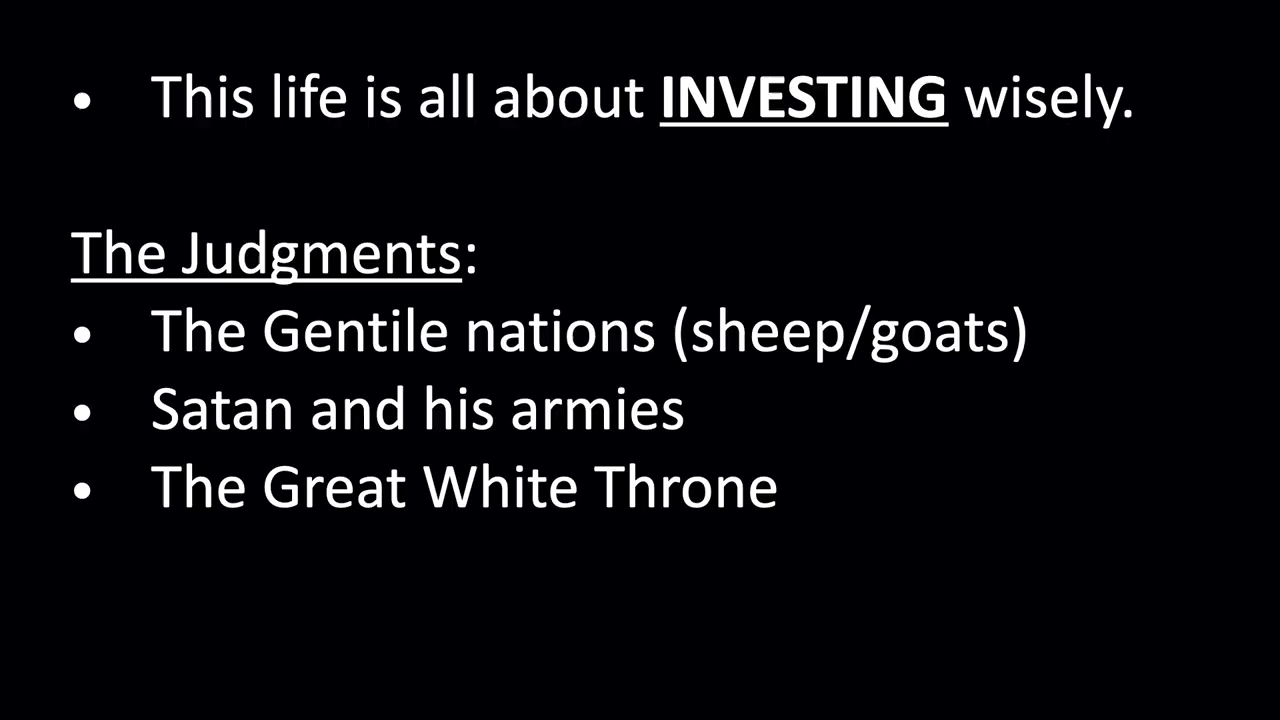 • This life is all about INVESTING wisely.
The Judgments:
• The Gentile nations (sheep/goats)
• Satan and his armies
• The Great White Throne